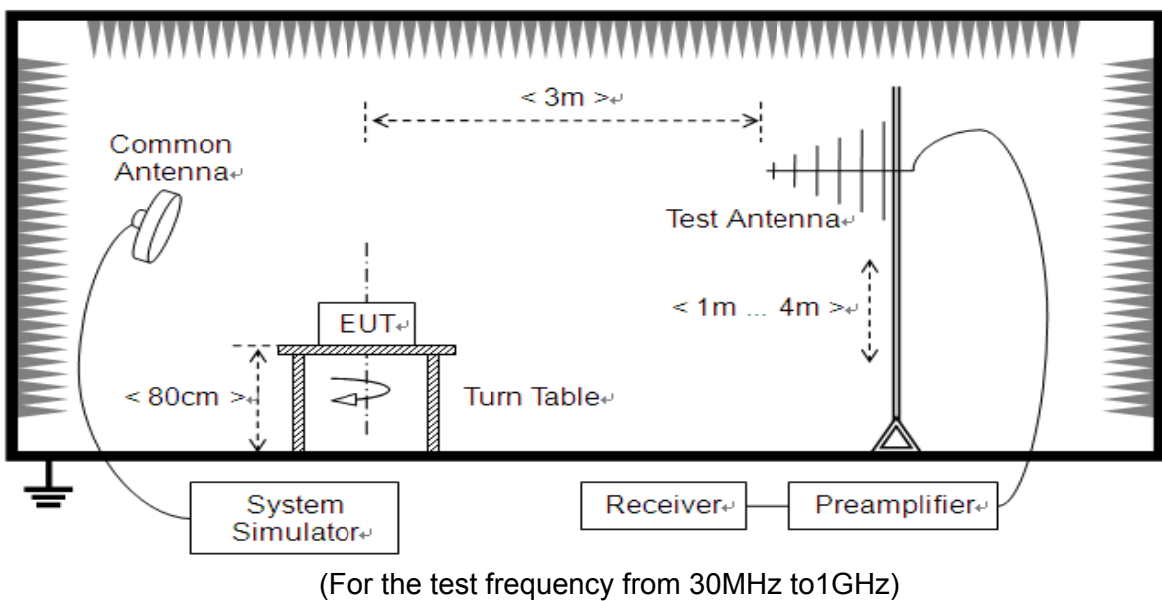 < 3m >↵
Common
Antenna↵
Test Antenna↵
< 1m ... 4m >↵
EUT↵
< 80cm >↵
Turn Table↵
System
Simulator↵
Receiver↵
Preamplifier↵
(For the test frequency from 30MHz to1GHz)